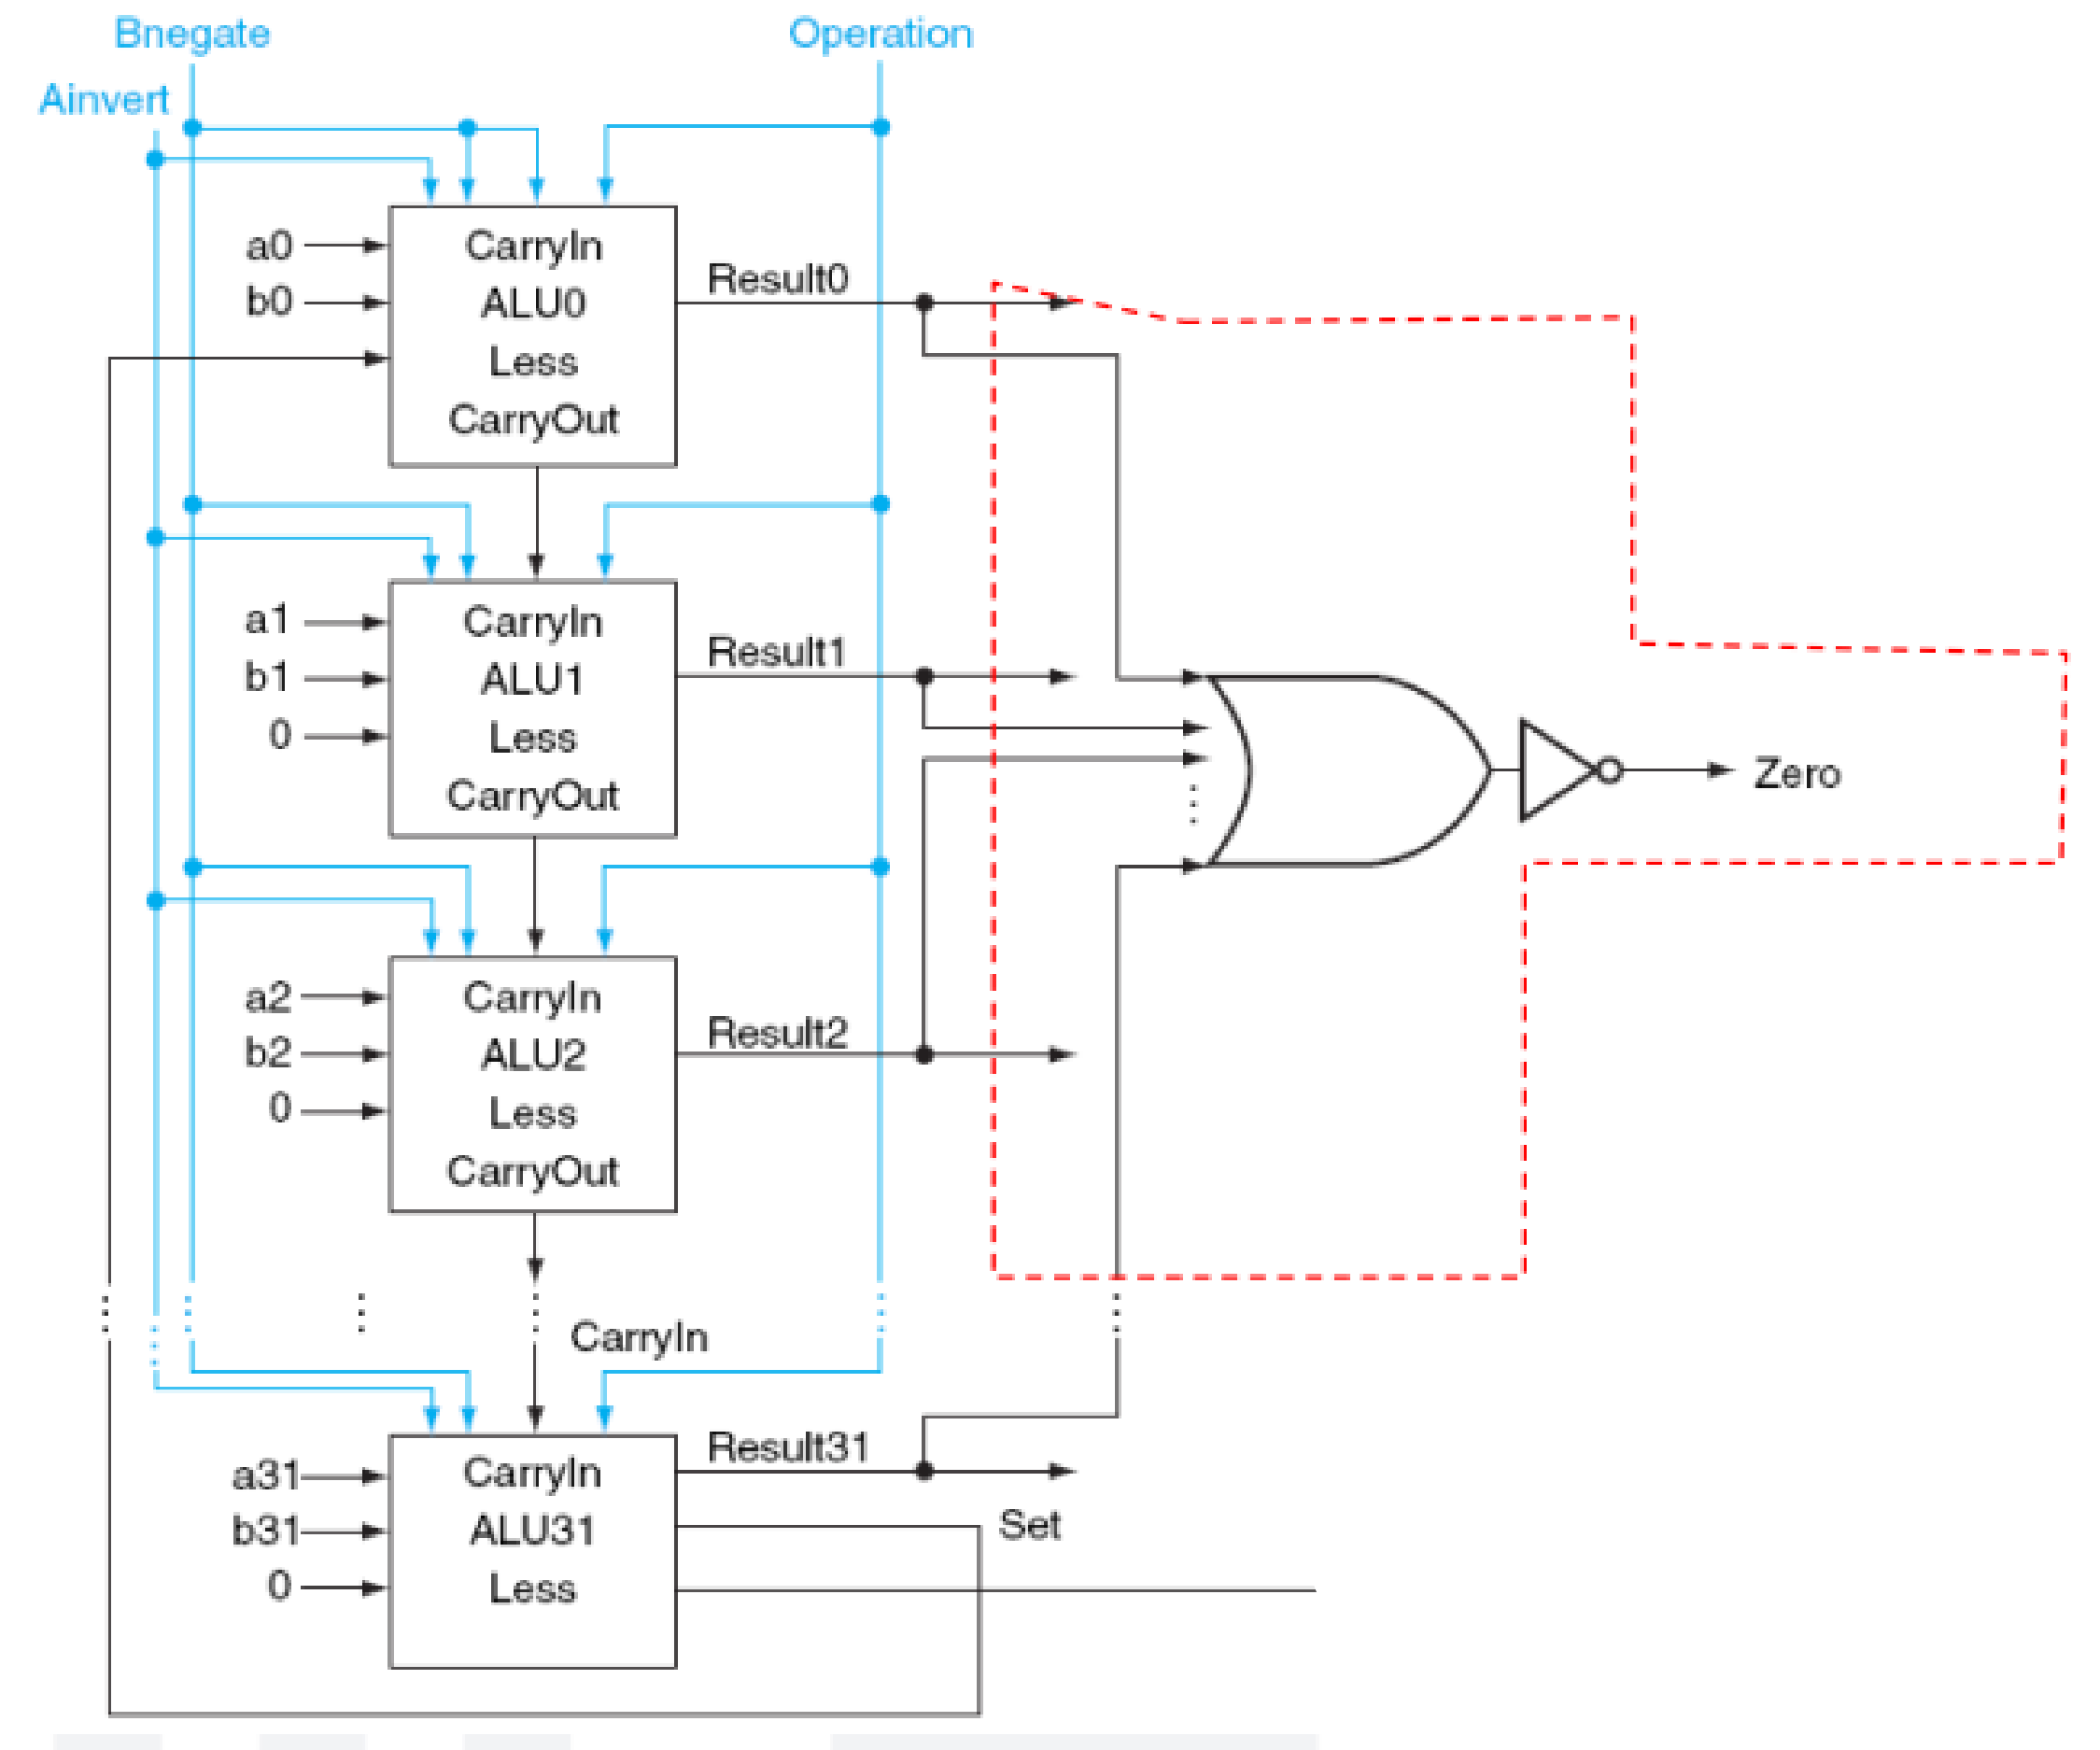 Bnegate
Operation
Ainvert
a0
CarryIn
b0
ALU0
Result0
Less
CarryOut
a1
CarryIn
b1
ALU1
Result1
0
Less
CarryOut
Zero
a2
CarryIn
b2
ALU2
Result2
0
Less
CarryOut
CarryIn
a31
CarryIn
Result31
b31
ALU31
Set
0
Less